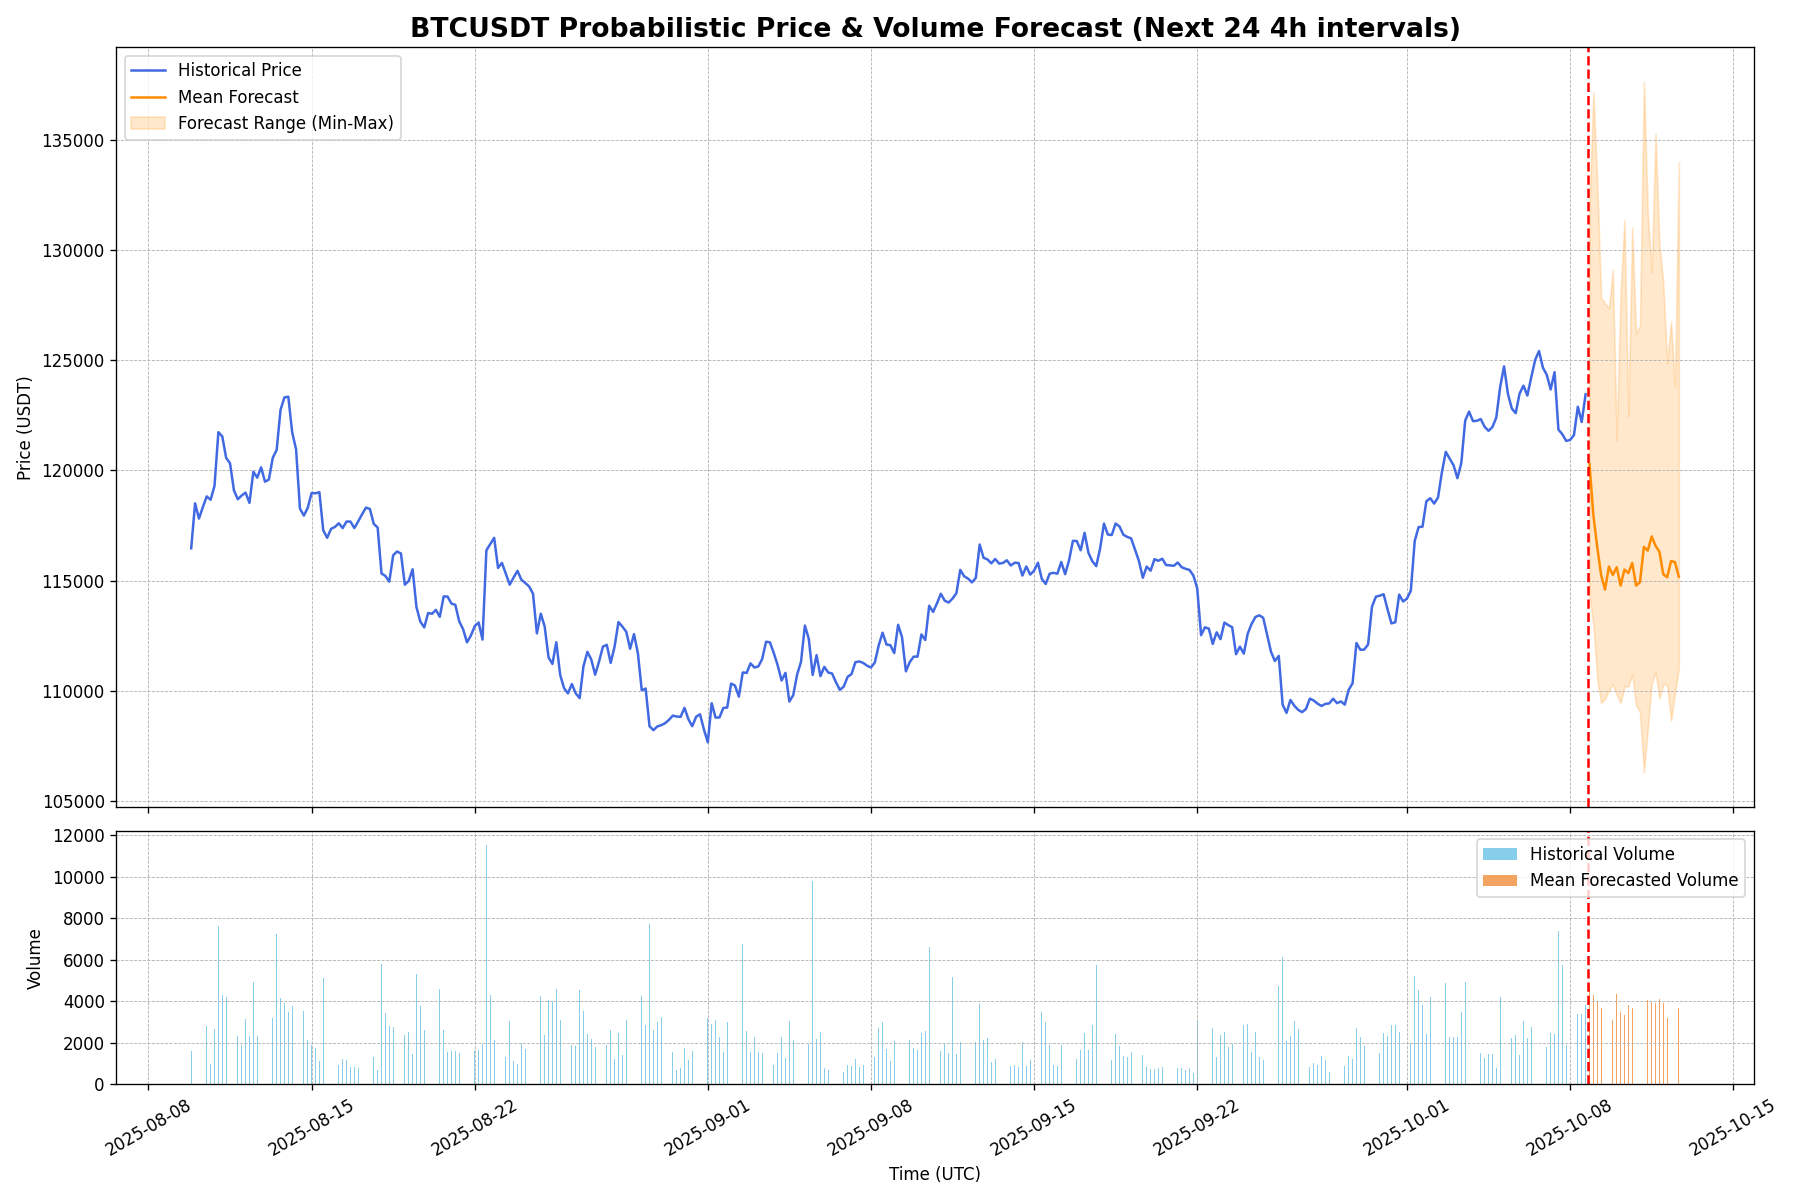 BTCUSDT Probabilistic Price & Volume Forecast (Next 24 4h intervals)
Historical Price
Mean Forecast
Forecast Range (Min-Max)
Price (USDT)
135000
130000
125000
120000
115000
110000
105000
Historical Volume
Mean Forecasted Volume
Volume
12000
10000
8000
6000
4000
2000
0
2025-08-08
2025-08-15
2025-08-22
2025-09-01
2025-09-08
2025-09-15
2025-09-22
2025-10-01
2025-10-08
2025-10-15
Time (UTC)